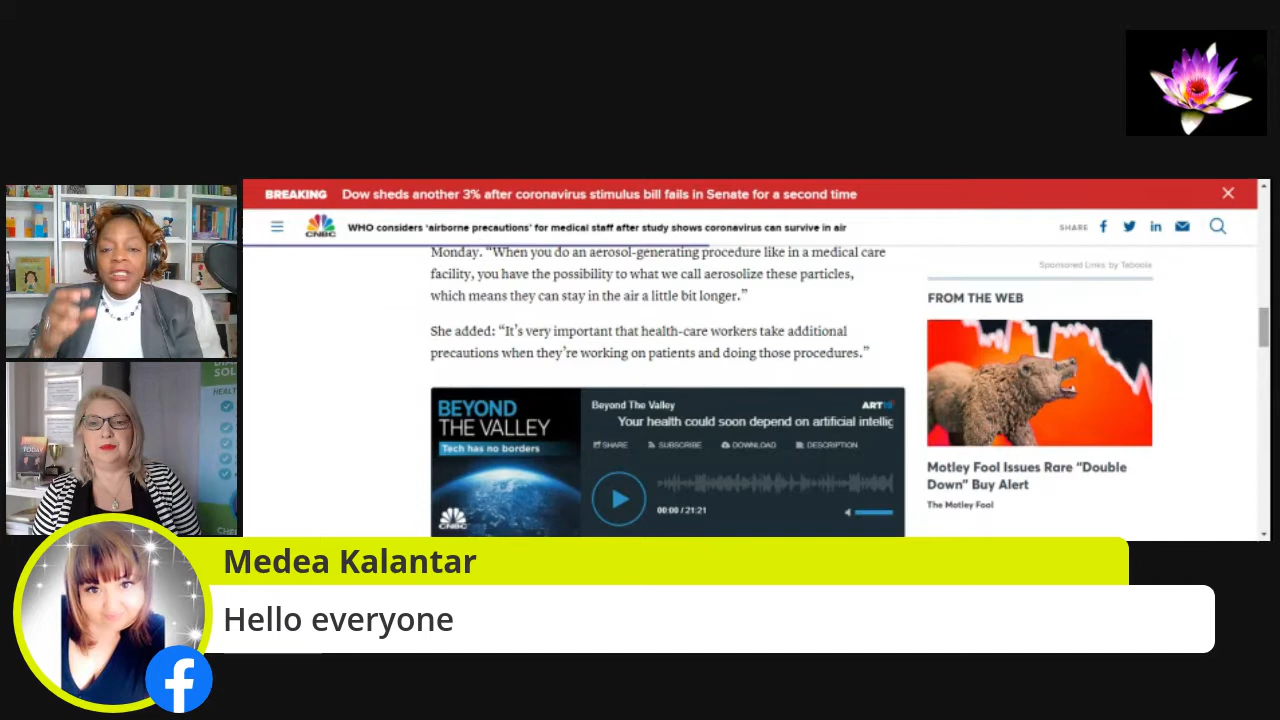 BREAKING Dow sheds another 3% after coronavirus stimulus bill fails in Senate for a second time
CNBC
WHO considers ‘airborne precautions’ for medical staff after study shows coronavirus can survive in air
SHARE
Monday. “When you do an aerosol-generating procedure like in a medical care
facility, you have the possibility to what we call aerosolize these particles,
which means they can stay in the air a little bit longer.”
She added: “It’s very important that health-care workers take additional
precautions when they’re working on patients and doing those procedures.”
BEYOND
THE VALLEY
Tech has no borders
CNBC
Beyond The Valley
ART19
Your health could soon depend on artificial intellig
SHARE SUBSCRIBE DOWNLOAD DESCRIPTION
00:00 / 21:21
Sponsored Links by Taboola
FROM THE WEB
Motley Fool Issues Rare “Double
Down” Buy Alert
The Motley Fool
SOL
HEALT
TODAY
Medea Kalantar
Hello everyone